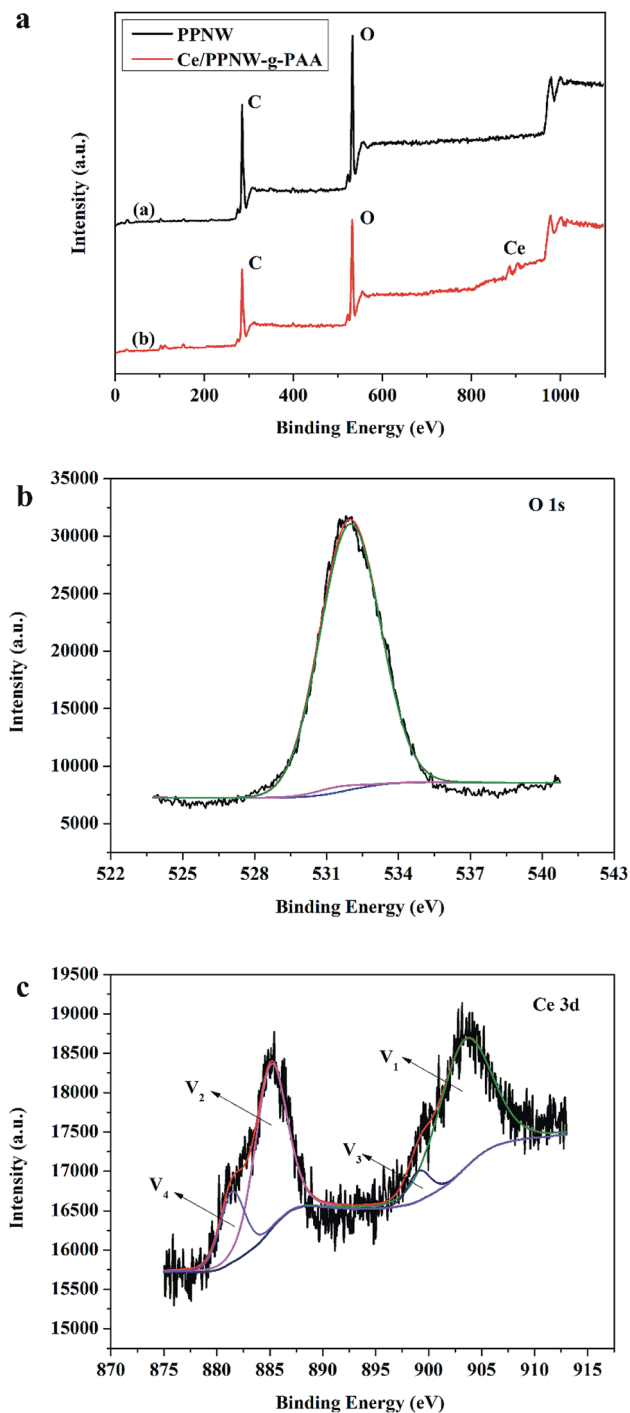 a
PPNW
Ce/PPNW-g-PAA
C
O
(a)
C
O
Ce
(b)
Intensity (a.u.)
0 200 400 600 800 1000
Binding Energy (eV)
b
O 1s
35000
30000
25000
20000
15000
10000
5000
Intensity (a.u.)
522 525 528 531 534 537 540 543
Binding Energy (eV)
c
Ce 3d
19500
19000
18500
18000
17500
17000
16500
16000
15500
15000
V1
V2
V3
V4
Intensity (a.u.)
870 875 880 885 890 895 900 905 910 915
Binding Energy (eV)